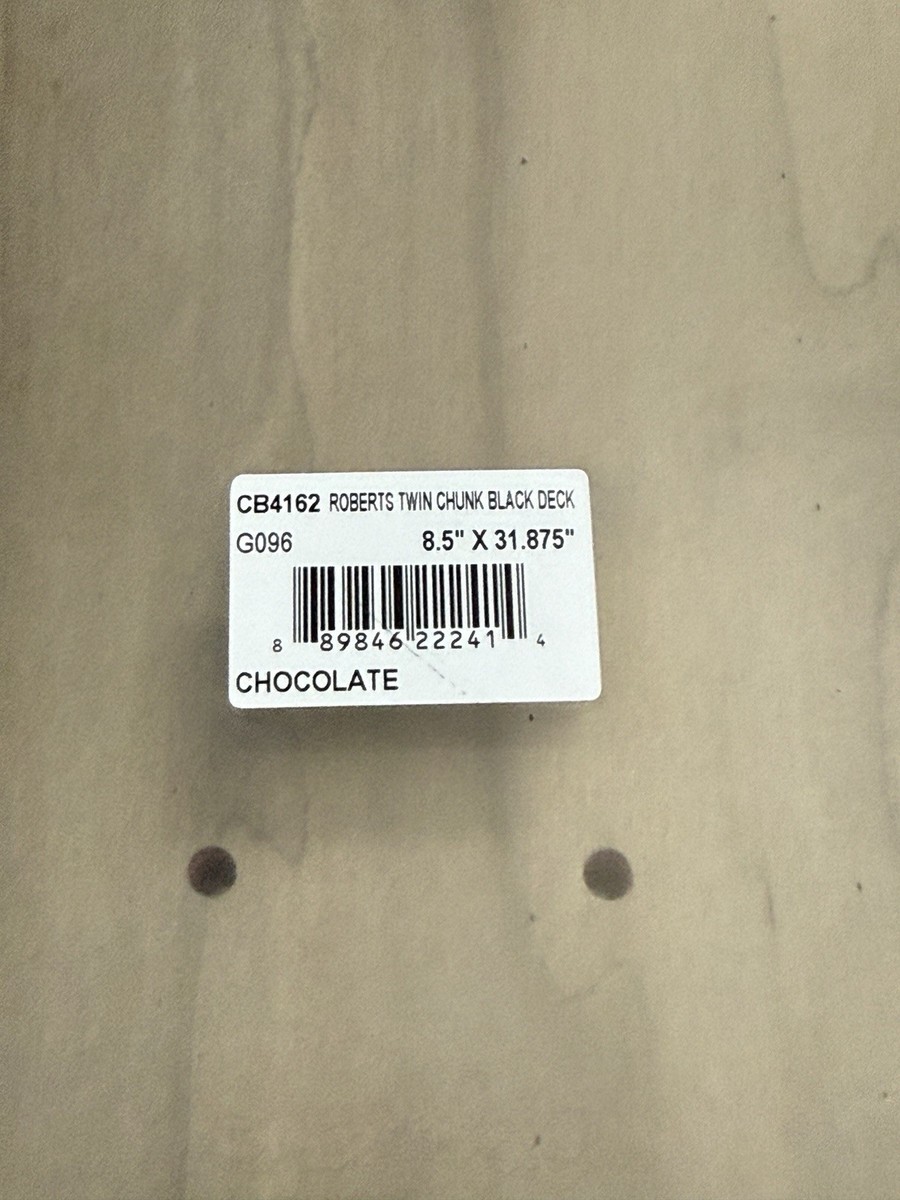 CB4162 ROBERTS TWIN CHUNK BLACK DECK
G096 8.5" X 31.875"
8 89846 22241 4
CHOCOLATE